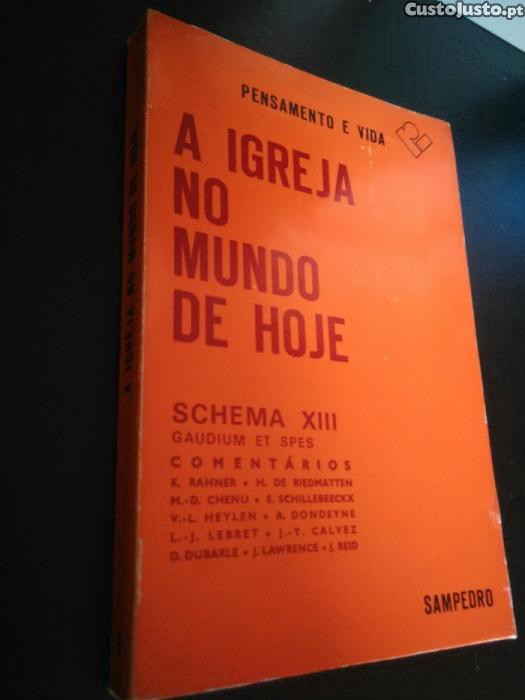 CustoJusto.pt
PENSAMENTO E VIDA
A IGREJA
NO
MUNDO
DE HOJE
SCHEMA XIII
GAUDIUM ET SPES
COMENTÁRIOS
K. RAHNER • H. DE RIEDMATTEN
M.-D. CHENU • E. SCHILLEBEECKX
V.-L. HEYLEN • A. DONDEYNE
L.-J. LEBRET • J.-Y. CALVEZ
D. DUBARLE • J. LAWRENCE • J. REID
SAMPEDRO
A IGREJA NO MUNDO DE HOJE